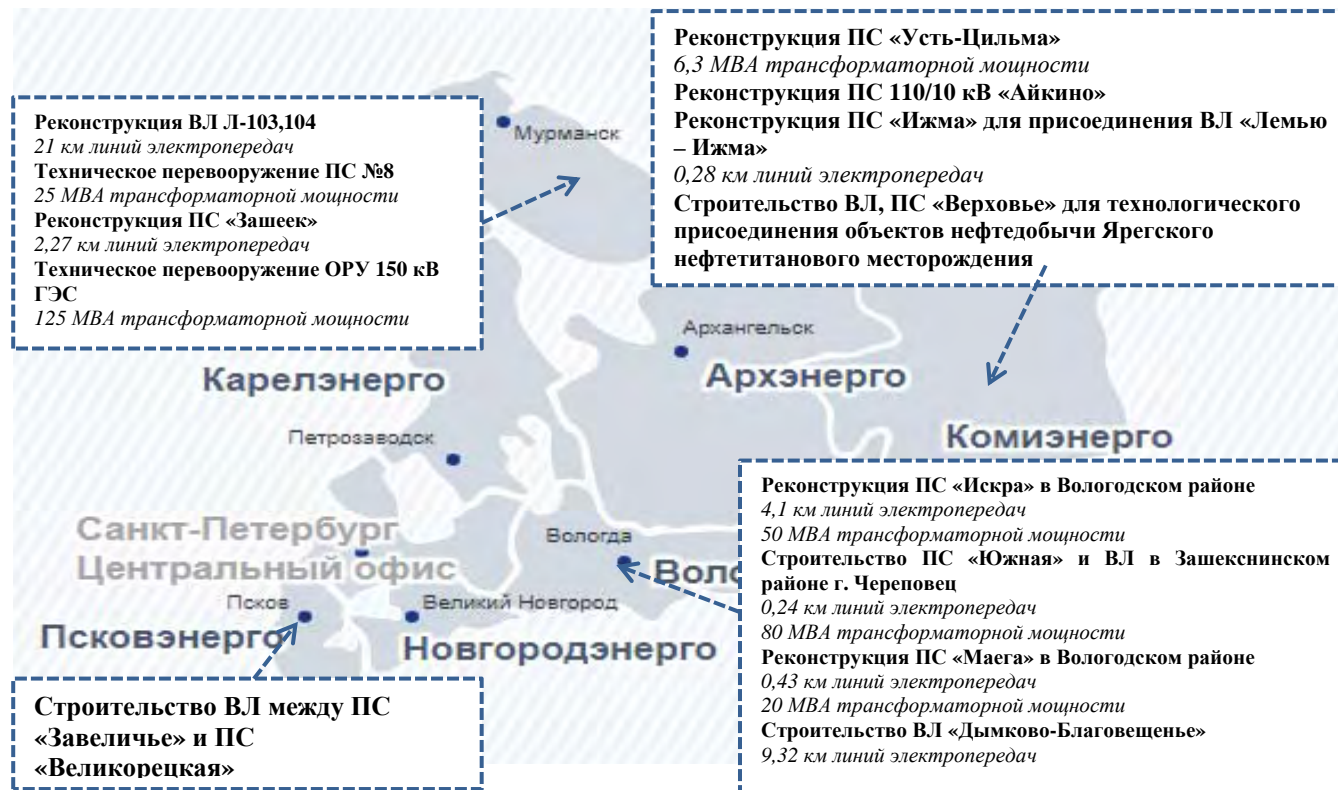 Реконструкция ПС «Усть-Цильма»
6,3 МВА трансформаторной мощности
Реконструкция ПС 110/10 кВ «Айкино»
Реконструкция ПС «Ижма» для присоединения ВЛ «Лемью
– Ижма»
0,28 км линий электропередач
Строительство ВЛ, ПС «Верховье» для технологического
присоединения объектов нефтедобычи Ярегского
нефтетитанового месторождения
Реконструкция ВЛ Л-103,104
21 км линий электропередач
Техническое перевооружение ПС №8
25 МВА трансформаторной мощности
Реконструкция ПС «Зашеек»
2,27 км линий электропередач
Техническое перевооружение ОРУ 150 кВ
ГЭС
125 МВА трансформаторной мощности
Мурманск
Архангельск
Карелэнерго
Архэнерго
Петрозаводск
Комиэнерго
Санкт-Петербург
Центральный офис
Вологда
Воло
Псков
Великий Новгород
Псковэнерго
Новгородэнерго
Реконструкция ПС «Искра» в Вологодском районе
4,1 км линий электропередач
50 МВА трансформаторной мощности
Строительство ПС «Южная» и ВЛ в Зашекснинском
районе г. Череповец
0,24 км линий электропередач
80 МВА трансформаторной мощности
Реконструкция ПС «Маега» в Вологодском районе
0,43 км линий электропередач
20 МВА трансформаторной мощности
Строительство ВЛ «Дымково-Благовещенье»
9,32 км линий электропередач
Строительство ВЛ между ПС
«Завеличье» и ПС
«Великорецкая»